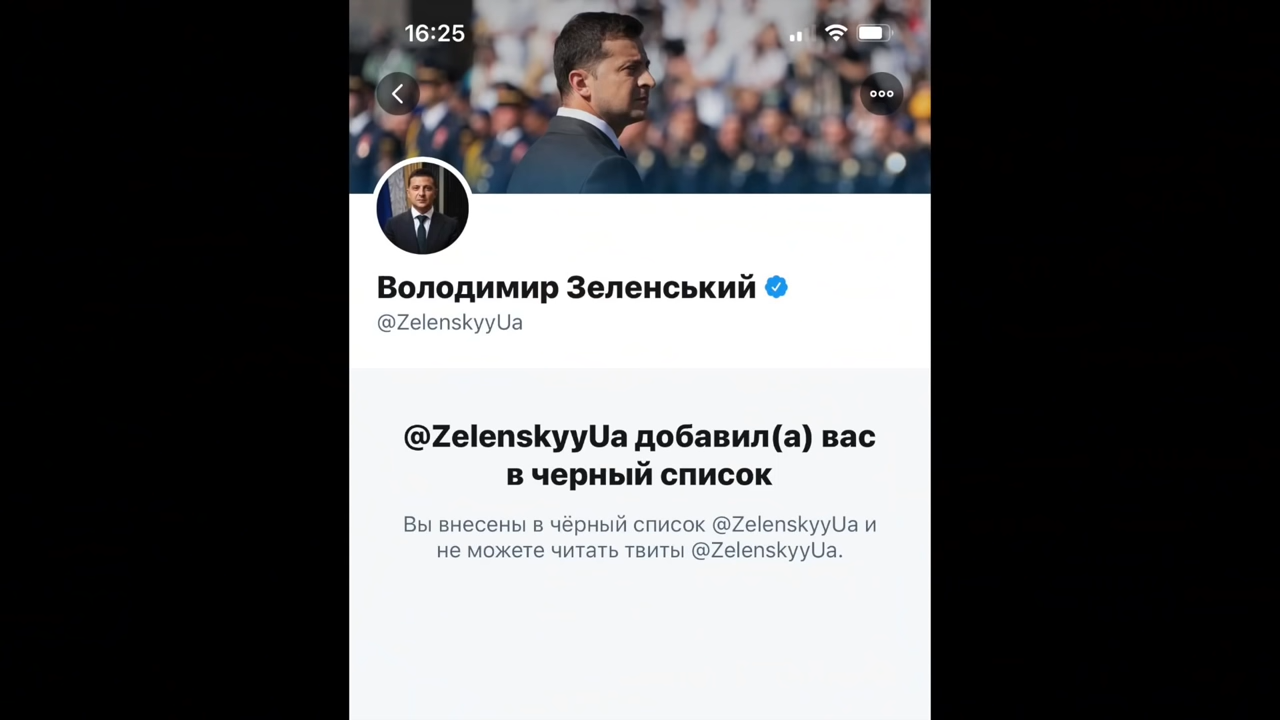 16:25
Володимир Зеленський
@ZelenskyyUa
@ZelenskyyUa добавил(а) вас
в черный список
Вы внесены в чёрный список @ZelenskyyUa и
не можете читать твиты @ZelenskyyUa.